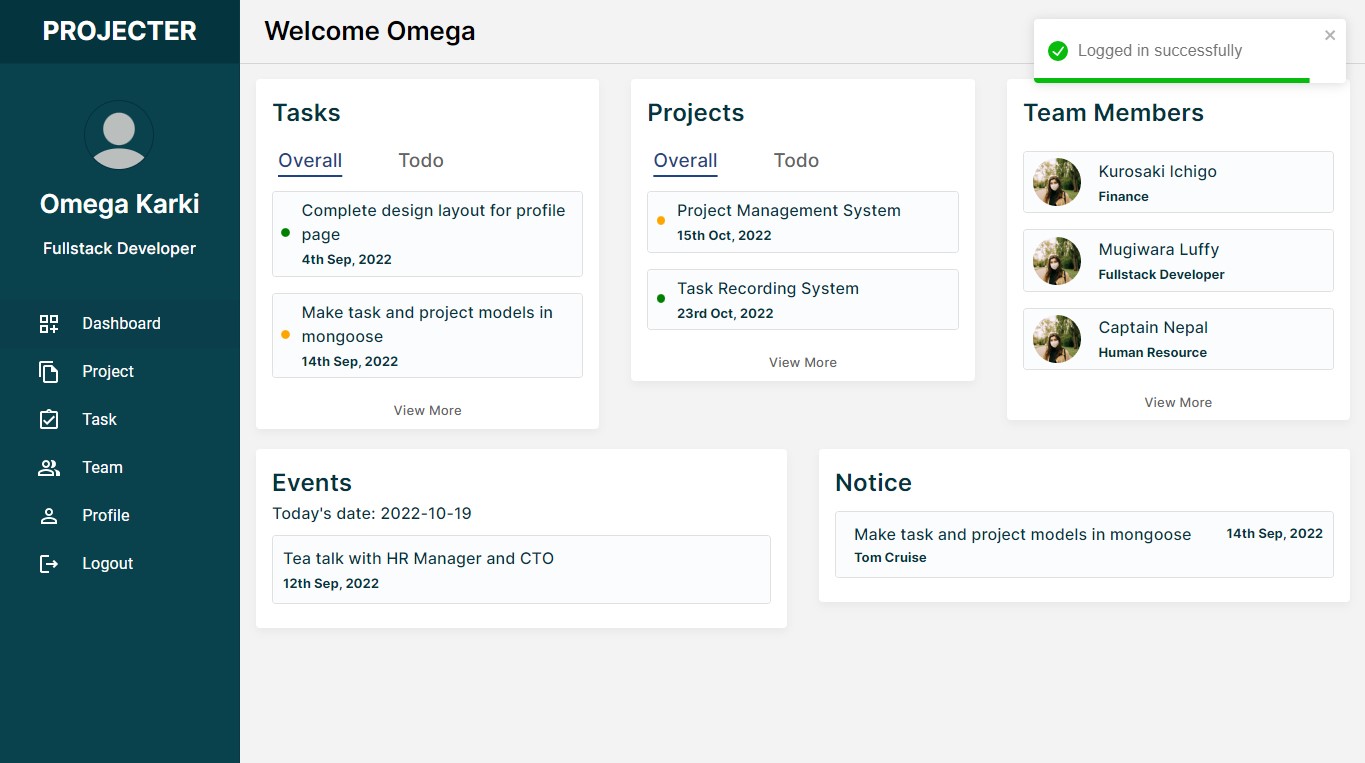 PROJECTER
Omega Karki
Fullstack Developer
Dashboard
Project
Task
Team
Profile
Logout
Welcome Omega
Logged in successfully
Tasks
Overall Todo
Complete design layout for profile
page
4th Sep, 2022
Make task and project models in
mongoose
14th Sep, 2022
View More
Projects
Overall Todo
Project Management System
15th Oct, 2022
Task Recording System
23rd Oct, 2022
View More
Team Members
Kurosaki Ichigo
Finance
Mugiwara Luffy
Fullstack Developer
Captain Nepal
Human Resource
View More
Events
Today's date: 2022-10-19
Tea talk with HR Manager and CTO
12th Sep, 2022
Notice
Make task and project models in mongoose 14th Sep, 2022
Tom Cruise